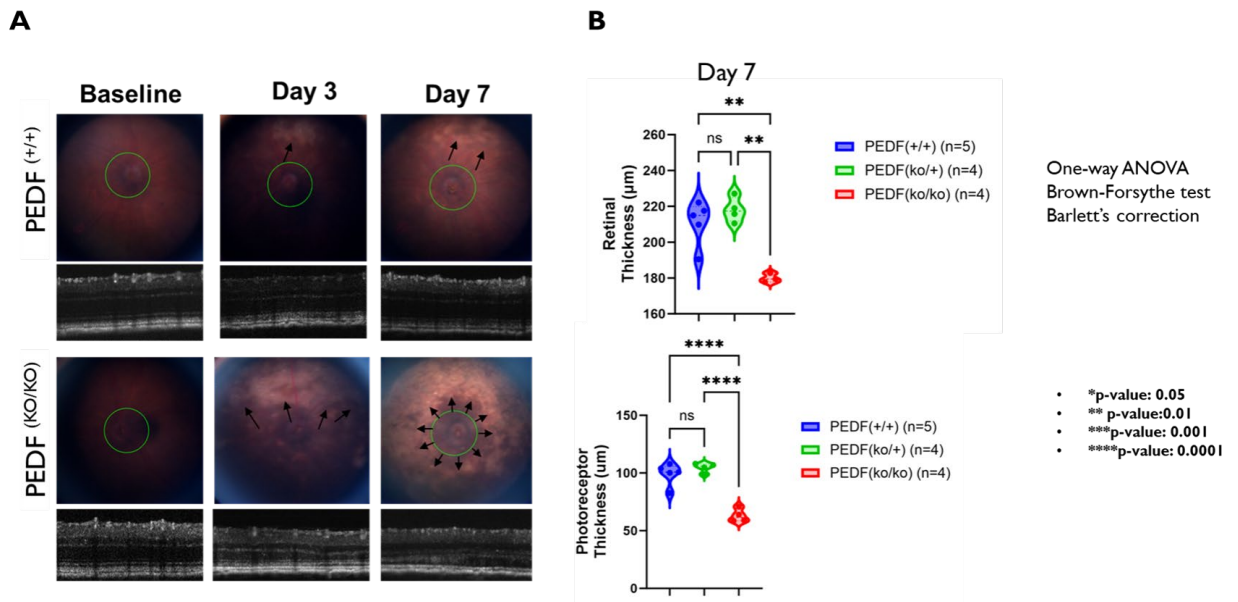 A
Baseline
Day 3
Day 7
PEDF (+/+)
PEDF (KO/KO)
B
Day 7
**
ns
**
260
240
220
200
180
160
Retinal
Thickness (µm)
PEDF(+/+) (n=5)
PEDF(ko/+) (n=4)
PEDF(ko/ko) (n=4)
One-way ANOVA
Brown-Forsythe test
Barlett's correction
****
****
ns
150
100
50
0
Photoreceptor
Thickness (um)
PEDF(+/+) (n=5)
PEDF(ko/+) (n=4)
PEDF(ko/ko) (n=4)
• *p-value: 0.05
• ** p-value:0.01
• ***p-value: 0.001
• ****p-value: 0.0001